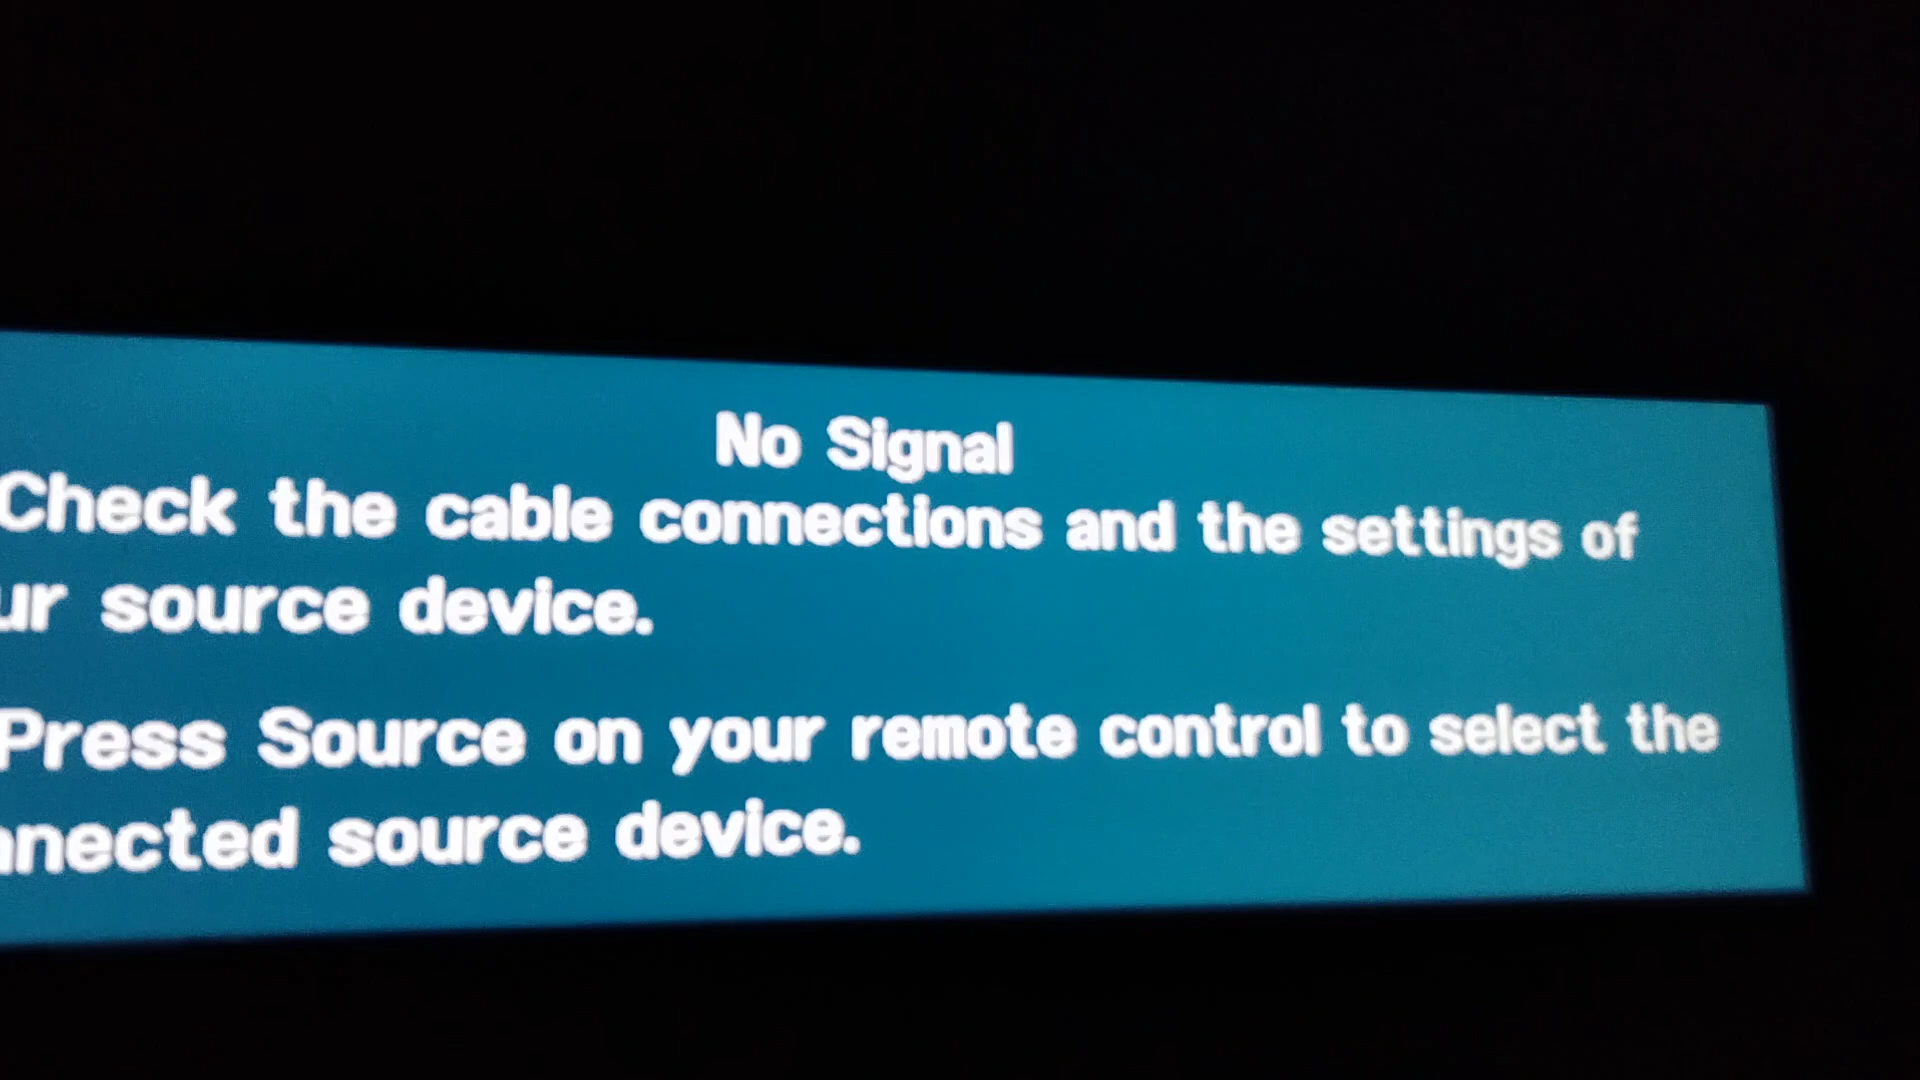 No Signal
Check the cable connections and the settings of
ur source device.
Press Source on your remote control to select the
nnected source device.